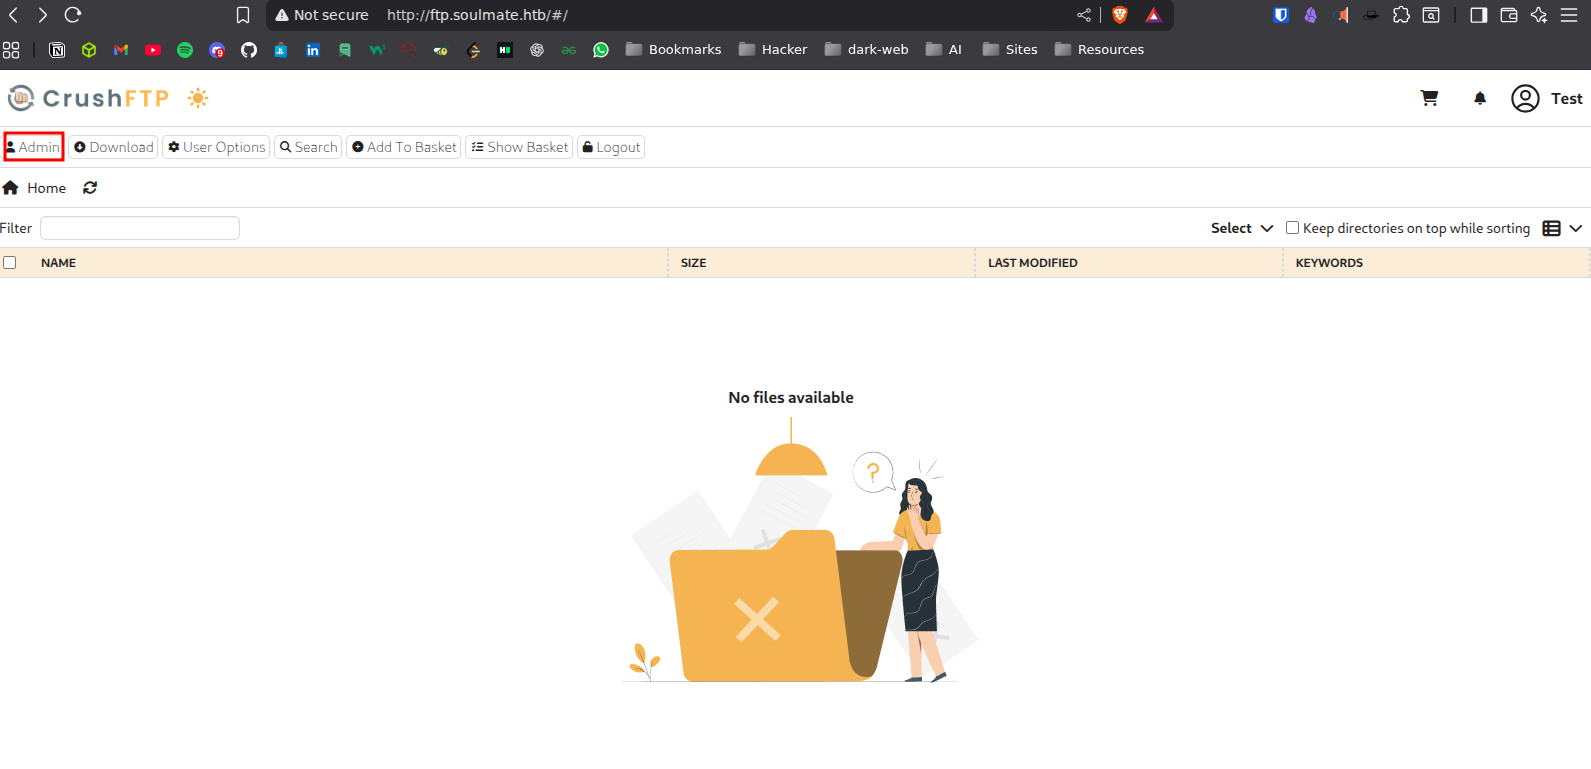 Not secure http://ftp.soulmate.htb/#/
Bookmarks Hacker dark-web AI Sites Resources
CrushFTP Test
Admin Download User Options Search Add To Basket Show Basket Logout
Home
Filter Select Keep directories on top while sorting
NAME SIZE LAST MODIFIED KEYWORDS
No files available
?